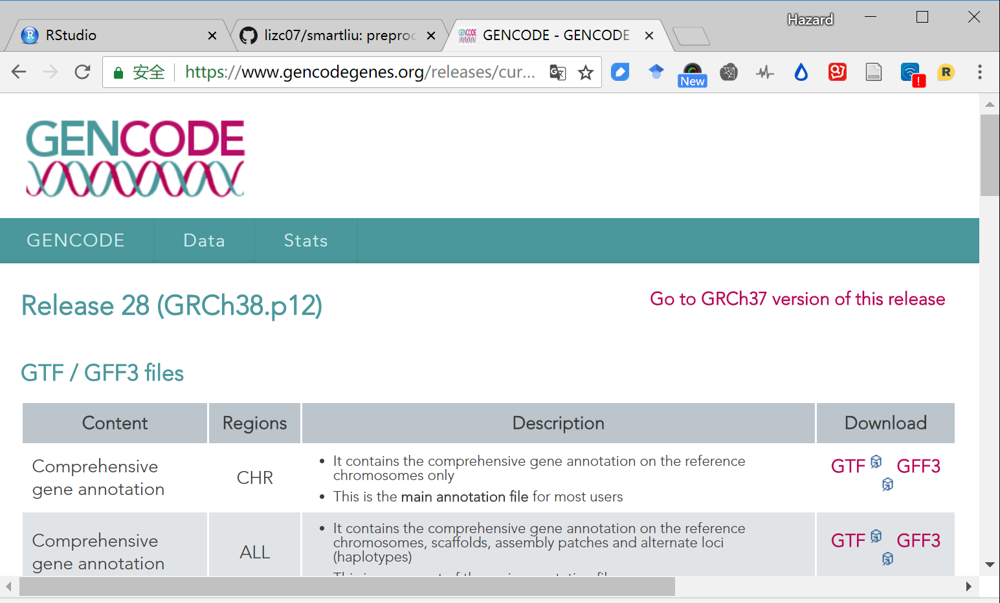 Hazard
RStudio
lizc07/smartliu: preproc
GENCODE - GENCODE
安全
https://www.gencodegenes.org/releases/cur...
New
!
R
GENCODE
GENCODE Data Stats
Release 28 (GRCh38.p12)
Go to GRCh37 version of this release
GTF / GFF3 files
Content Regions Description Download
Comprehensive
gene annotation
CHR
• It contains the comprehensive gene annotation on the reference
chromosomes only
• This is the main annotation file for most users
GTF GFF3
Comprehensive
gene annotation
ALL
• It contains the comprehensive gene annotation on the reference
chromosomes, scaffolds, assembly patches and alternate loci
(haplotypes)
GTF GFF3